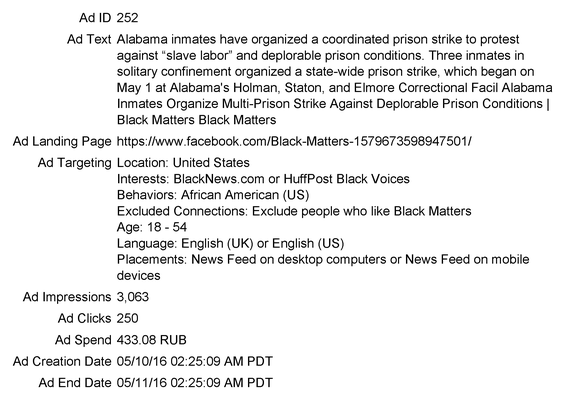 Ad ID 252
Ad Text Alabama inmates have organized a coordinated prison strike to protest
against “slave labor” and deplorable prison conditions. Three inmates in
solitary confinement organized a state-wide prison strike, which began on
May 1 at Alabama's Holman, Staton, and Elmore Correctional Facil Alabama
Inmates Organize Multi-Prison Strike Against Deplorable Prison Conditions |
Black Matters Black Matters
Ad Landing Page https://www.facebook.com/Black-Matters-1579673598947501/
Ad Targeting Location: United States
Interests: BlackNews.com or HuffPost Black Voices
Behaviors: African American (US)
Excluded Connections: Exclude people who like Black Matters
Age: 18 - 54
Language: English (UK) or English (US)
Placements: News Feed on desktop computers or News Feed on mobile
devices
Ad Impressions 3,063
Ad Clicks 250
Ad Spend 433.08 RUB
Ad Creation Date 05/10/16 02:25:09 AM PDT
Ad End Date 05/11/16 02:25:09 AM PDT